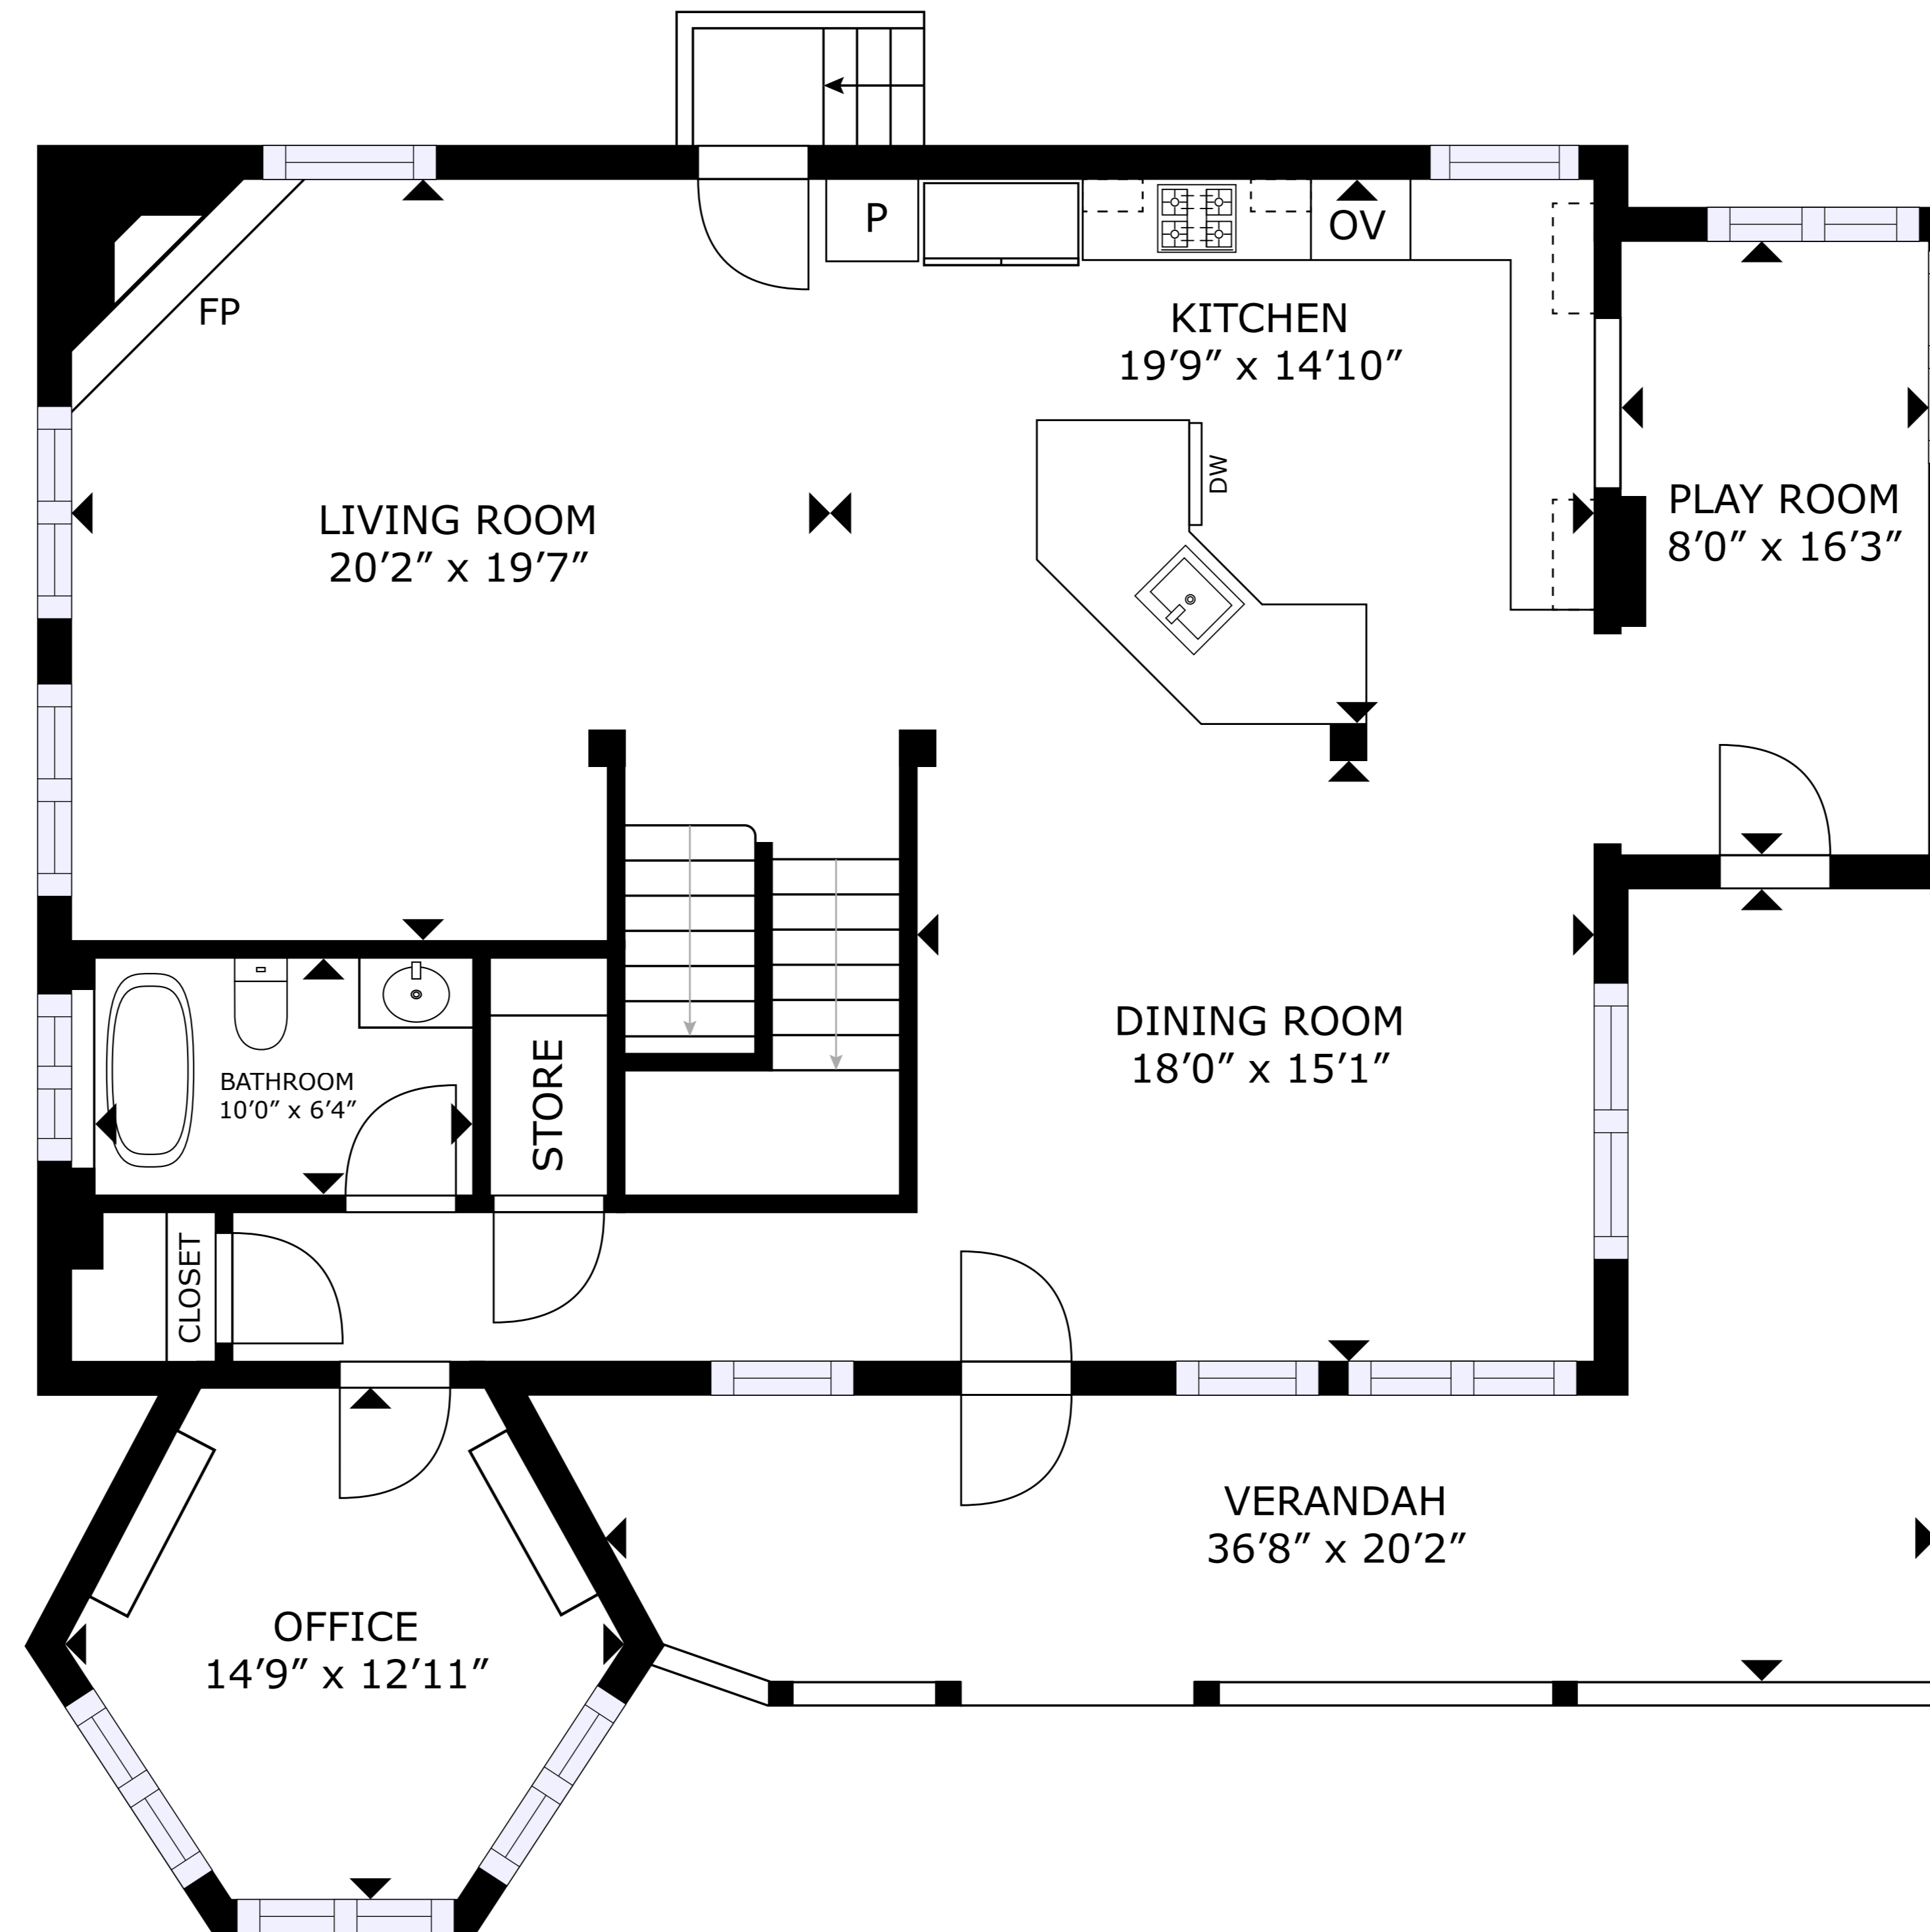 P
OV
FP
KITCHEN
19′9″ x 14′10″
DW
LIVING ROOM
20′2″ x 19′7″
PLAY ROOM
8′0″ x 16′3″
DINING ROOM
18′0″ x 15′1″
BATHROOM
10′0″ x 6′4″
STORE
CLOSET
VERANDAH
36′8″ x 20′2″
OFFICE
14′9″ x 12′11″